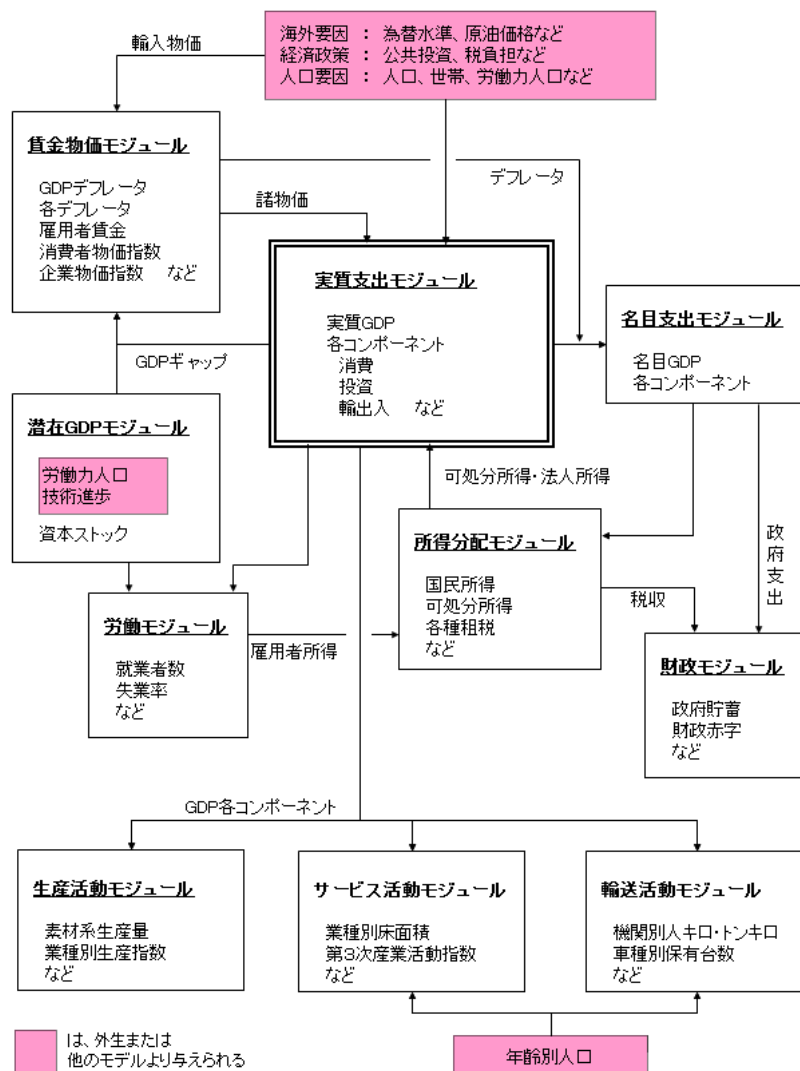 海外要因 : 為替水準、原油価格など
経済政策 : 公共投資、税負担など
人口要因 : 人口、世帯、労働力人口など
輸入物価
賃金物価モジュール
GDPデフレータ
各デフレータ
雇用者賃金
消費者物価指数
企業物価指数 など
デフレータ
諸物価
実質支出モジュール
実質GDP
各コンポーネント
消費
投資
輸出入 など
名目支出モジュール
名目GDP
各コンポーネント
GDPギャップ
潜在GDPモジュール
労働力人口
技術進歩
資本ストック
可処分所得・法人所得
所得分配モジュール
国民所得
可処分所得
各種租税
など
政府支出
税収
労働モジュール
就業者数
失業率
など
雇用者所得
財政モジュール
政府貯蓄
財政赤字
など
GDP各コンポーネント
生産活動モジュール
素材系生産量
業種別生産指数
など
サービス活動モジュール
業種別床面積
第3次産業活動指数
など
輸送活動モジュール
機関別人キロ・トンキロ
車種別保有台数
など
は、外生または
他のモデルより与えられる
年齢別人口